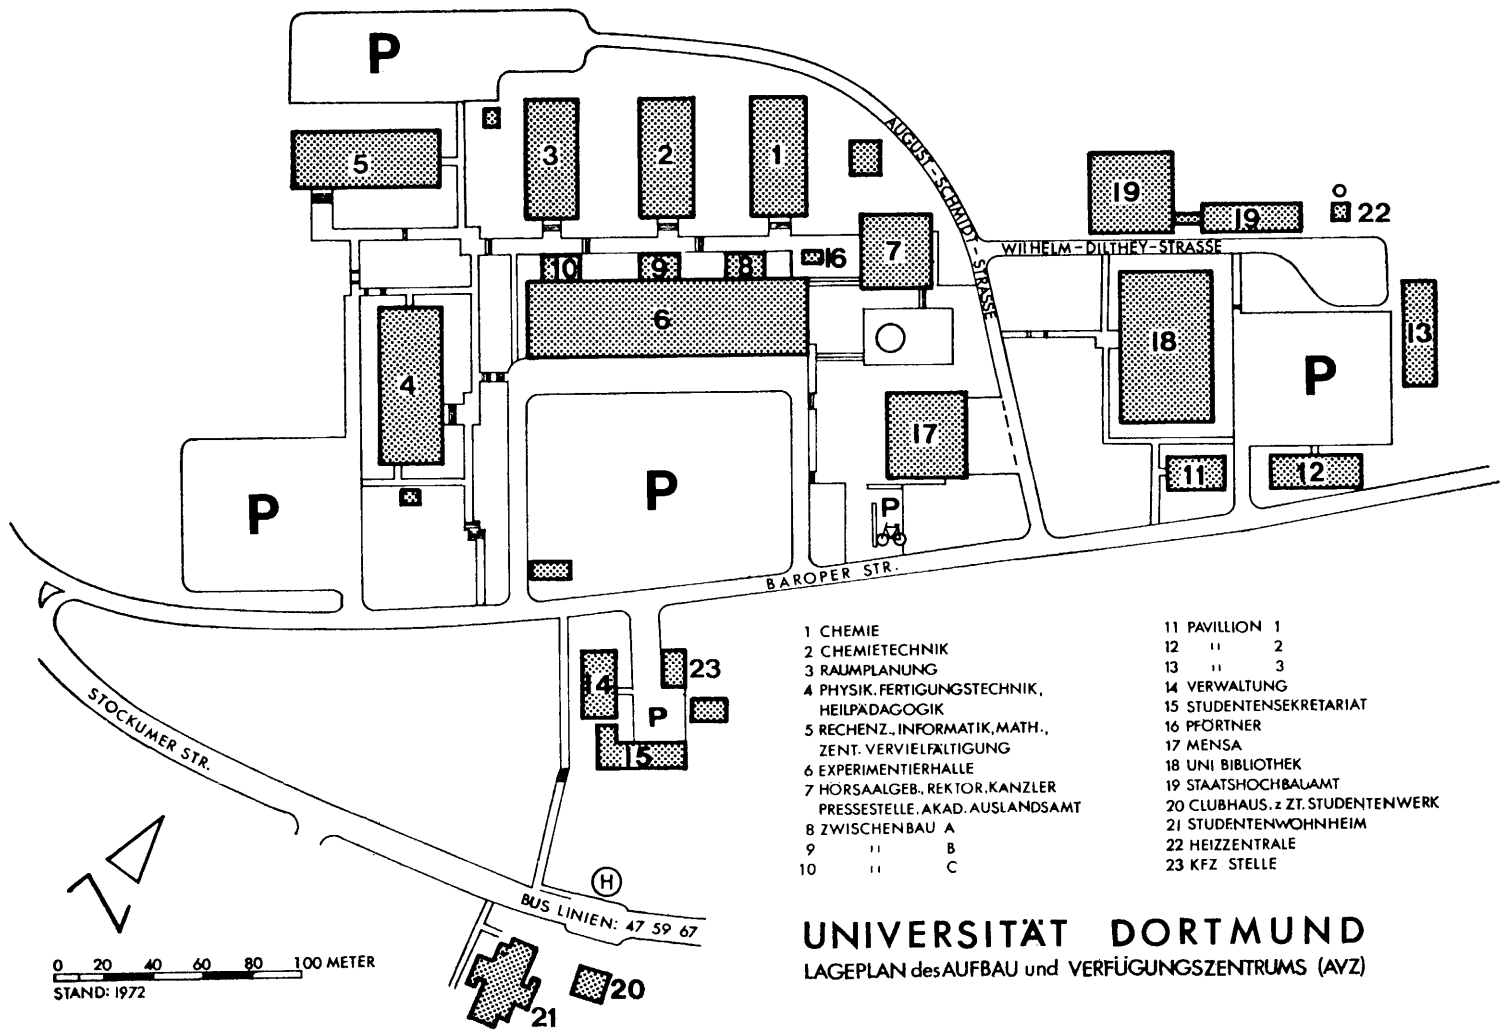 P
AUGUST-SCHMIDT-STRASSE
5
3
2
1
19
19
22
WIlHELM-DILTHEY-STRASSE
7
10
9
8
16
6
18
13
4
P
17
P
P
11
12
P
BAROPER STR.
14
23
P
15
STOCKUMER STR.
H
BUS LINIEN: 47 59 67
20
21
N
0 20 40 60 80 100 METER
STAND: 1972
1 CHEMIE
2 CHEMIETECHNIK
3 RAUMPLANUNG
4 PHYSIK. FERTIGUNGSTECHNIK,
HEILPÄDAGOGIK
5 RECHENZ., INFORMATIK, MATH.,
ZENT. VERVIELFÄLTIGUNG
6 EXPERIMENTIERHALLE
7 HÖRSAALGEB., REKTOR, KANZLER
PRESSESTELLE, AKAD. AUSLANDSAMT
8 ZWISCHENBAU A
9 " B
10 " C
11 PAVILLION 1
12 " 2
13 " 3
14 VERWALTUNG
15 STUDENTENSEKRETARIAT
16 PFÖRTNER
17 MENSA
18 UNI BIBLIOTHEK
19 STAATSHOCHBAUAMT
20 CLUBHAUS. z ZT. STUDENTENWERK
21 STUDENTENWOHNHEIM
22 HEIZZENTRALE
23 KFZ STELLE
UNIVERSITÄT DORTMUND
LAGEPLAN des AUFBAU und VERFÜGUNGSZENTRUMS (AVZ)